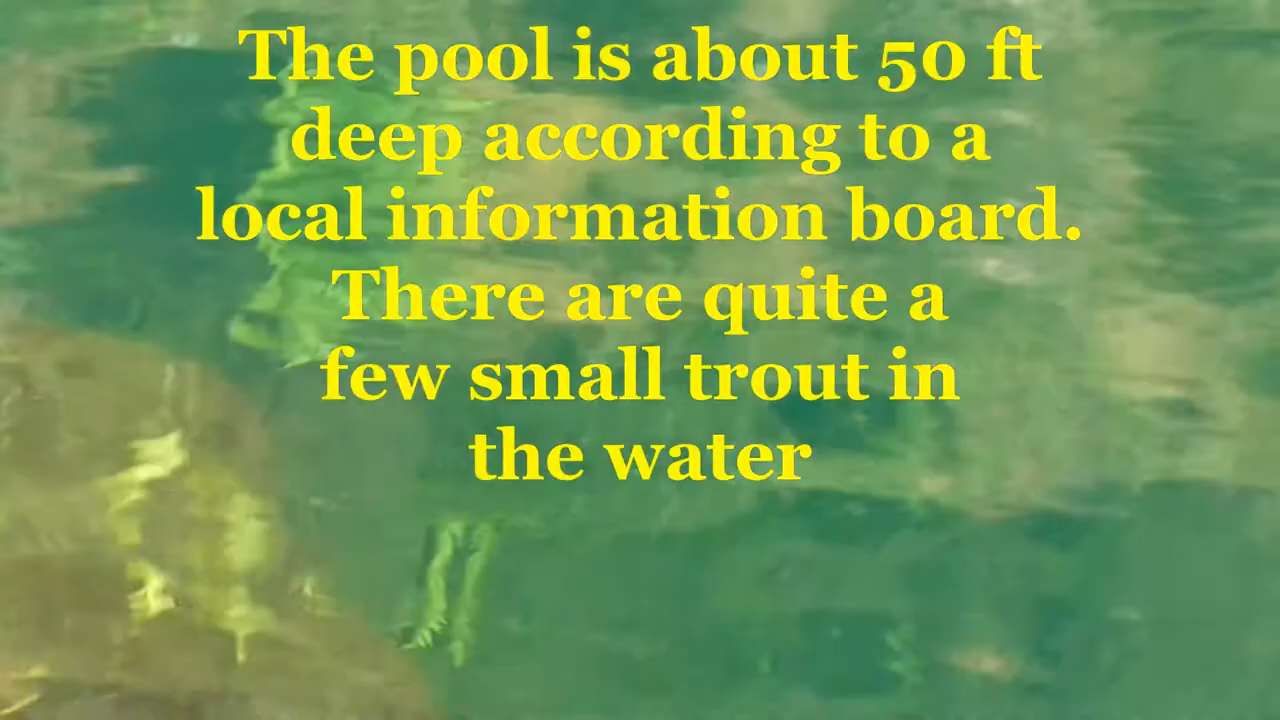 The pool is about 50 ft
deep according to a
local information board.
There are quite a
few small trout in
the water